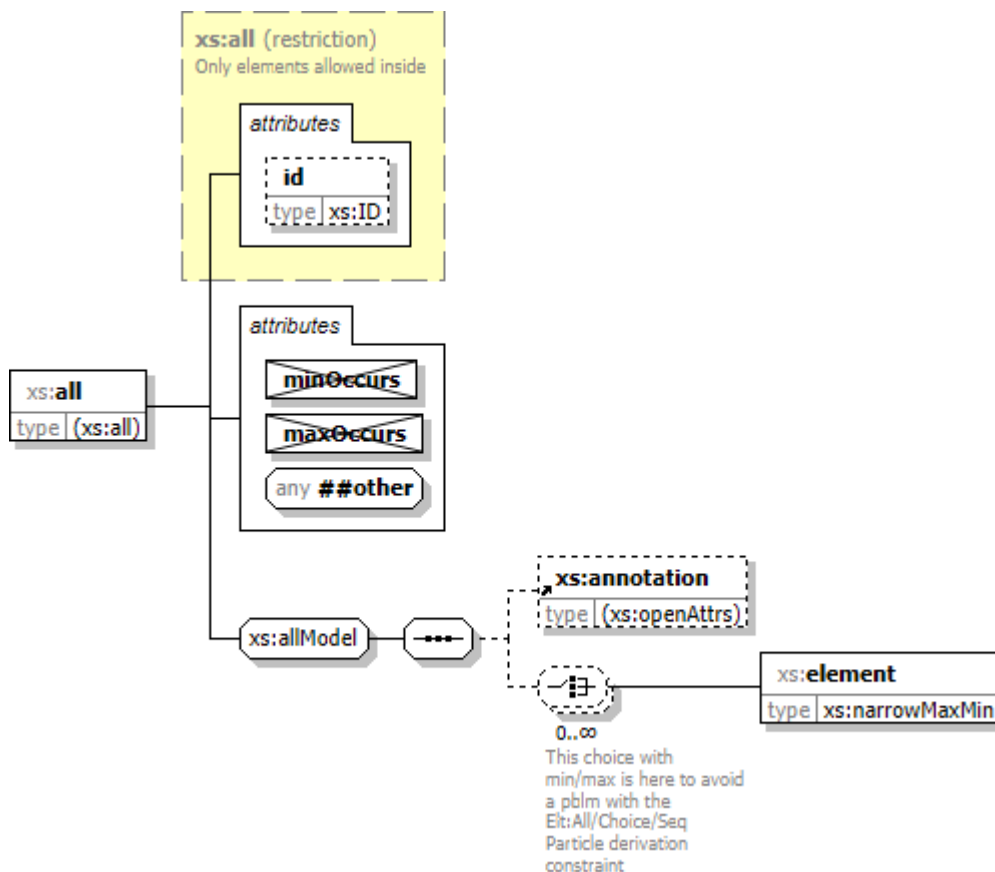 xs:all (restriction)
Only elements allowed inside
attributes
id
type xs:ID
attributes
minOccurs
maxOccurs
any ##other
xs:all
type (xs:all)
xs:allModel
xs:annotation
type (xs:openAttrs)
xs:element
type xs:narrowMaxMin
0..∞
This choice with
min/max is here to avoid
a pblm with the
Elt:All/Choice/Seq
Particle derivation
constraint